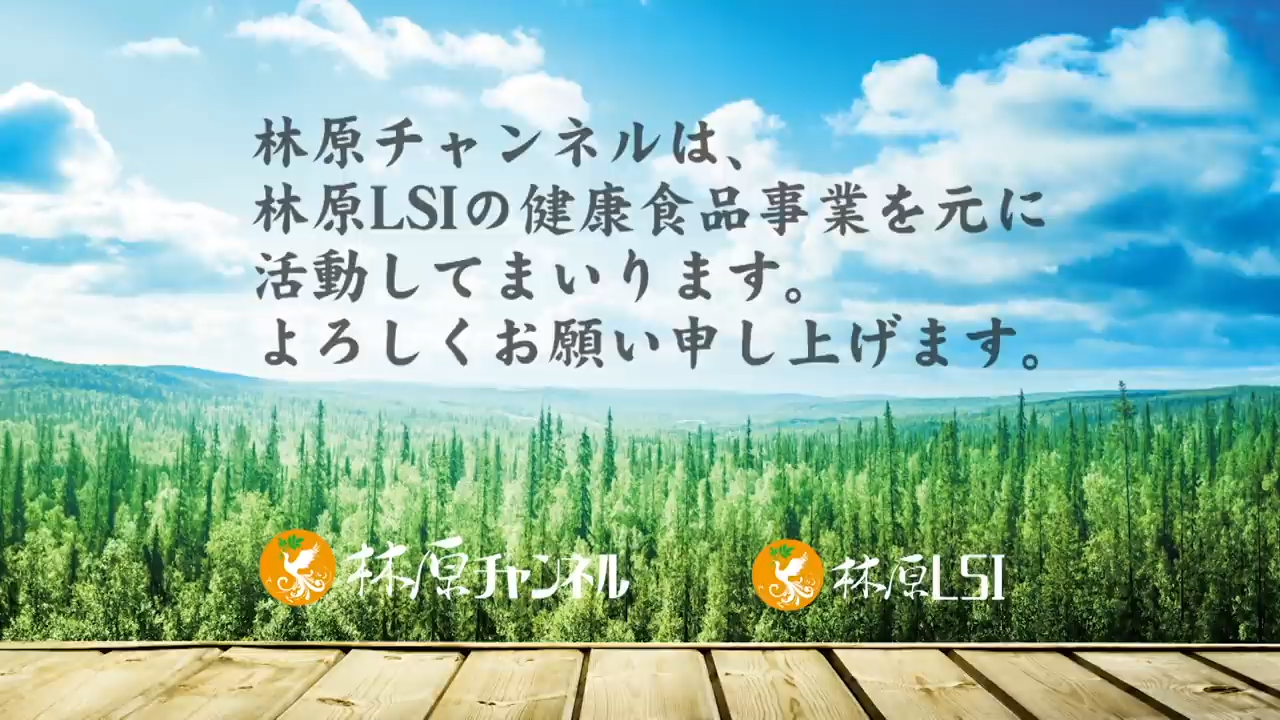 林原チャンネルは、
林原LSIの健康食品事業を元に
活動してまいります。
よろしくお願い申し上げます。
林原チャンネル
林原LSI